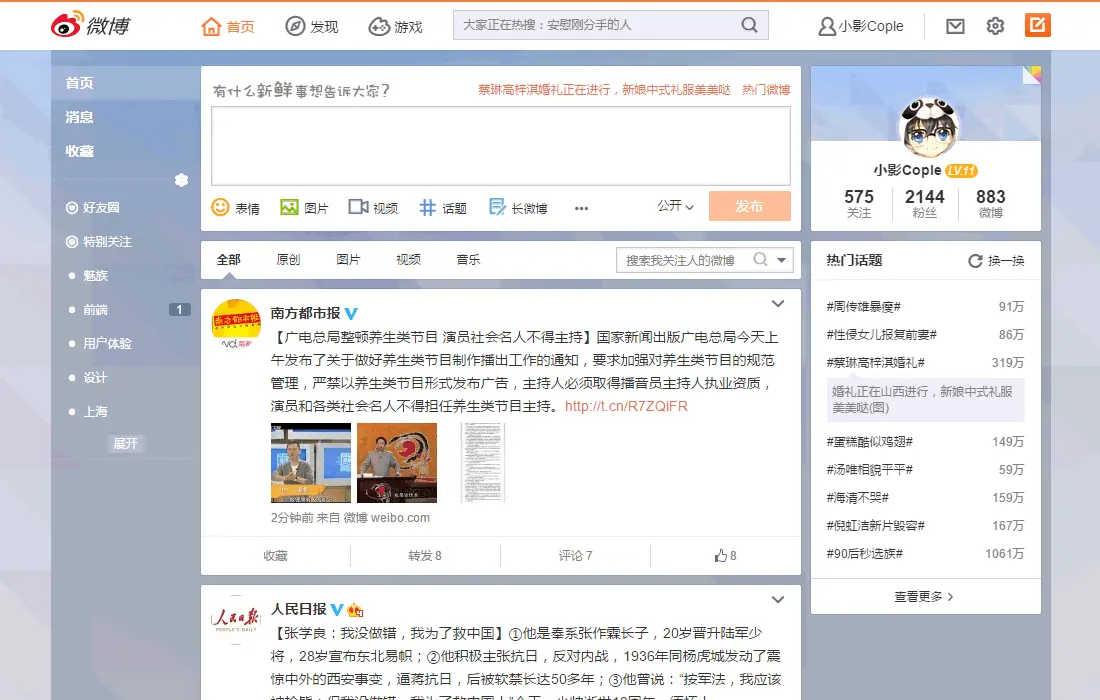 微博
首页
发现
游戏
大家正在热搜：安慰刚分手的人
小影Cople
首页
消息
收藏
好友圈
特别关注
魅族
前端 1
用户体验
设计
上海
展开
有什么新鲜事想告诉大家?
蔡琳高梓淇婚礼正在进行，新娘中式礼服美美哒 热门微博
表情 图片 视频 话题 长微博 •••
公开
发布
全部 原创 图片 视频 音乐
搜索我关注人的微博
南方都市报
【广电总局整顿养生类节目 演员社会名人不得主持】国家新闻出版广电总局今天上
午发布了关于做好养生类节目制作播出工作的通知，要求加强对养生类节目的规范
管理，严禁以养生类节目形式发布广告，主持人必须取得播音员主持人执业资质，
演员和各类社会名人不得担任养生类节目主持。http://t.cn/R7ZQiFR
2分钟前 来自 微博 weibo.com
收藏
转发 8
评论 7
8
人民日报
PEOPLE'S DAILY
人民日报
【张学良：我没做错，我为了救中国】①他是奉系张作霖长子，20岁晋升陆军少
将，28岁宣布东北易帜；②他积极主张抗日，反对内战，1936年同杨虎城发动了震
惊中外的西安事变，逼蒋抗日，后被软禁长达50多年；③他曾说："按军法，我应该
小影Cople LV.11
575 2144 883
关注 粉丝 微博
热门话题 换一换
#周传雄暴瘦# 91万
#性侵女儿报复前妻# 86万
#蔡琳高梓淇婚礼# 319万
婚礼正在山西进行，新娘中式礼服
美美哒(图)
#蛋糕酷似鸡翅# 149万
#汤唯相貌平平# 59万
#海清不哭# 159万
#倪虹洁新片毁容# 167万
#90后秒选族# 1061万
查看更多